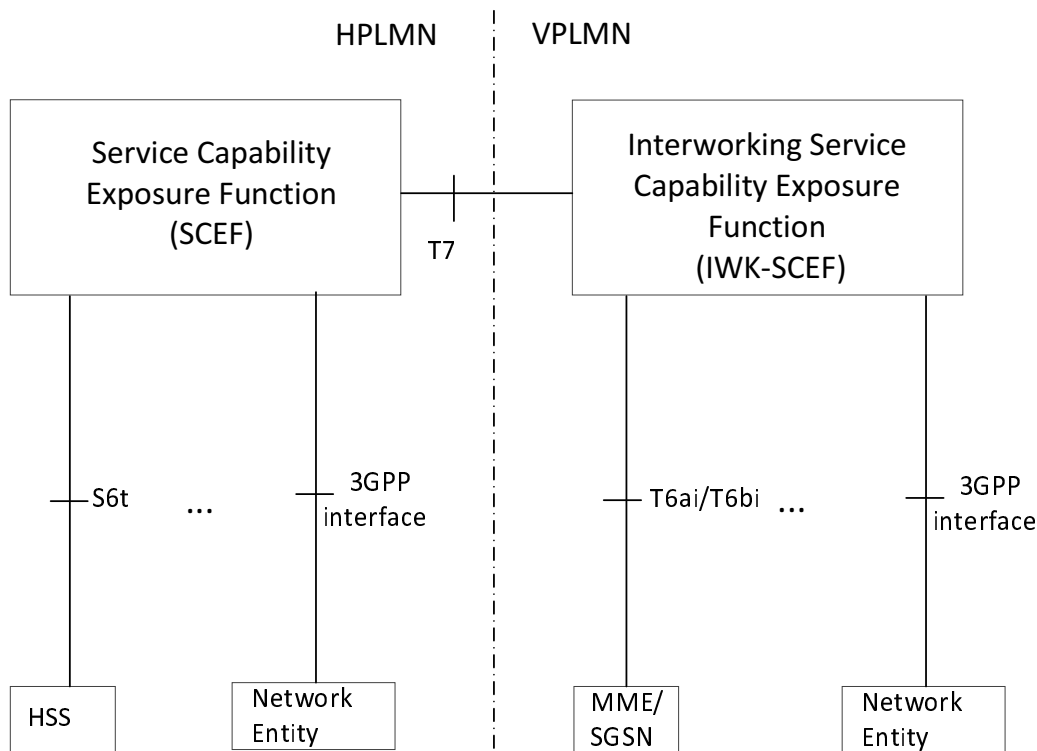 HPLMN
VPLMN
Service Capability
Exposure Function
(SCEF)
Interworking Service
Capability Exposure
Function
(IWK-SCEF)
T7
S6t
...
3GPP
interface
T6ai/T6bi
...
3GPP
interface
HSS
Network
Entity
MME/
SGSN
Network
Entity